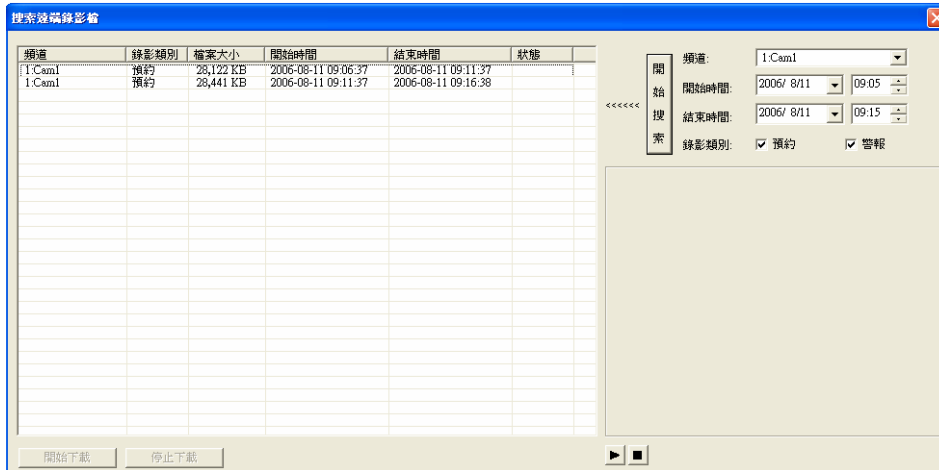 搜索遠端錄影檔
頻道 錄影類別 檔案大小 開始時間 結束時間 狀態
1:Cam1 預約 28,122 KB 2006-08-11 09:06:37 2006-08-11 09:11:37
1:Cam1 預約 28,441 KB 2006-08-11 09:11:37 2006-08-11 09:16:38
<<<<<<
開始搜索
頻道: 1:Cam1
開始時間: 2006/ 8/11 09:05
結束時間: 2006/ 8/11 09:15
錄影類別: 預約 警報
開始下載 停止下載